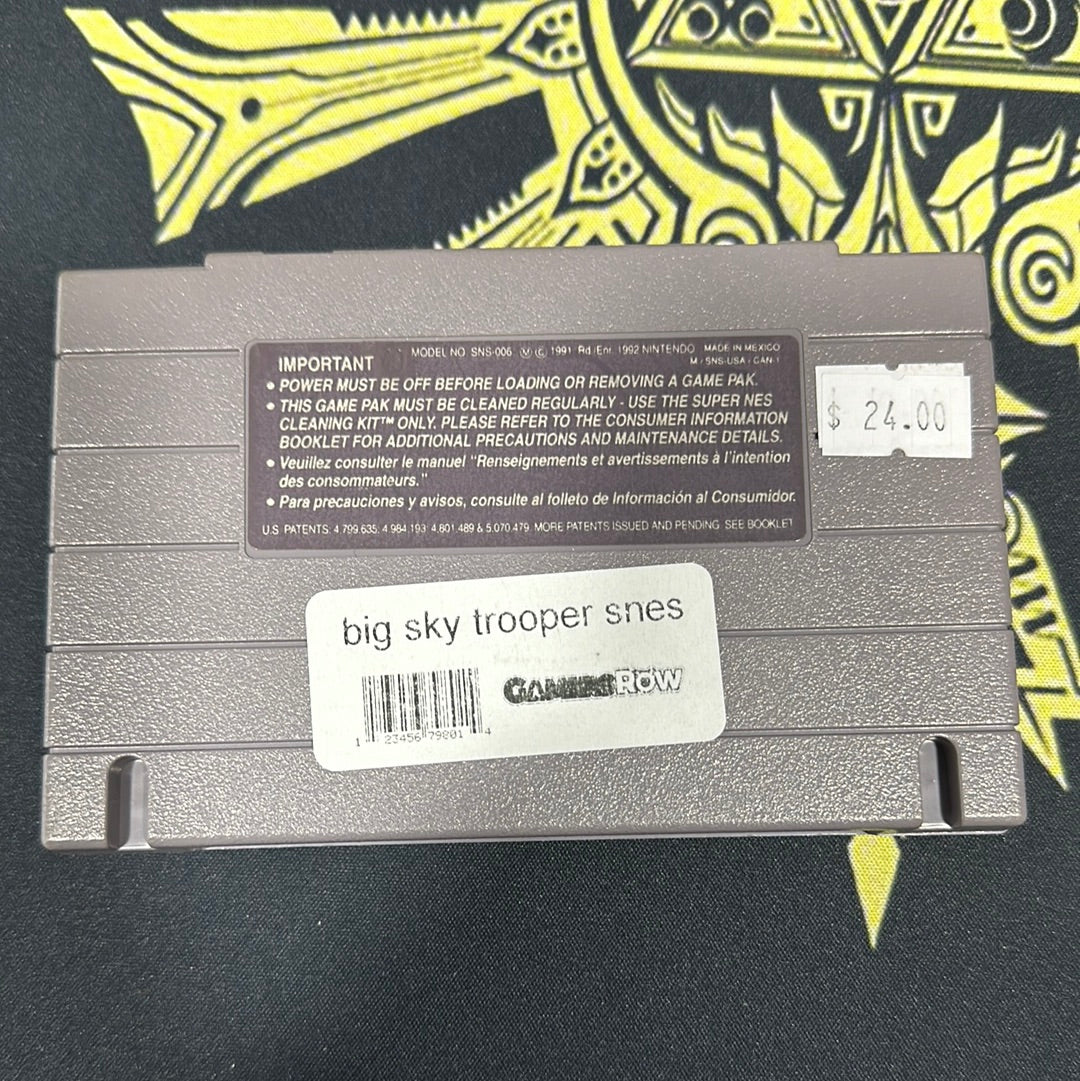 MODEL NO. SNS-006 Ⓜ © 1991 Rd./Enr. 1992 NINTENDO MADE IN MEXICO
IMPORTANT M/SNS-USA/CAN-1
• POWER MUST BE OFF BEFORE LOADING OR REMOVING A GAME PAK.
• THIS GAME PAK MUST BE CLEANED REGULARLY - USE THE SUPER NES
CLEANING KIT™ ONLY. PLEASE REFER TO THE CONSUMER INFORMATION
BOOKLET FOR ADDITIONAL PRECAUTIONS AND MAINTENANCE DETAILS.
• Veuillez consulter le manuel "Renseignements et avertissements à l'intention
des consommateurs."
• Para precauciones y avisos, consulte al folleto de Información al Consumidor.
U.S. PATENTS: 4,799,635; 4,984,193; 4,801,489 & 5,070,479. MORE PATENTS ISSUED AND PENDING. SEE BOOKLET
$ 24.00
big sky trooper snes
GAMERS ROW
1 23456 79801 4